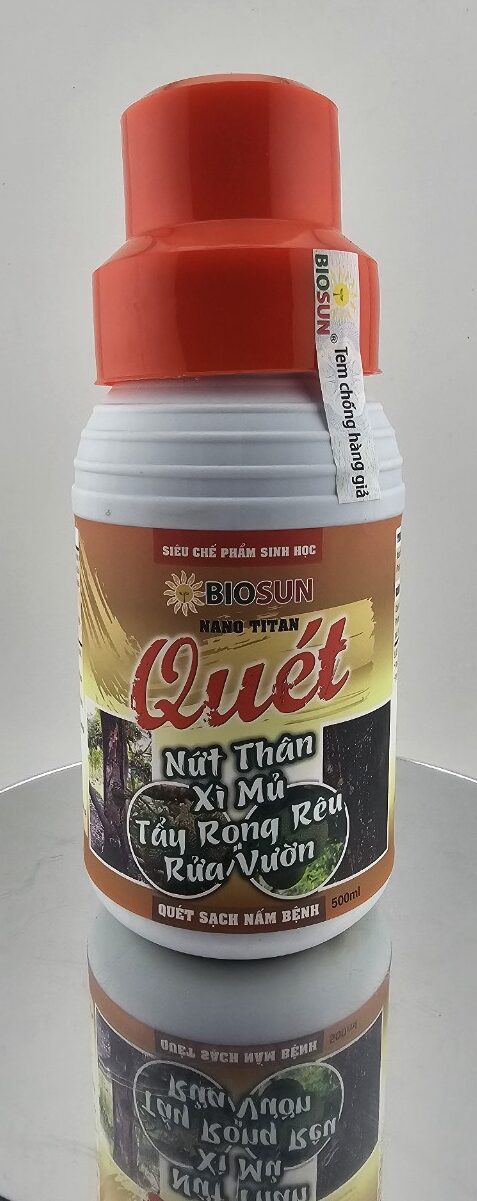 BIOSUN® Tem chống hàng giả
SIÊU CHẾ PHẨM SINH HỌC
BIOSUN
NANO TITAN
Quét
Nứt Thân
Xì Mủ
Tẩy Rong Rêu
Rửa Vườn
QUÉT SẠCH NẤM BỆNH
500ml